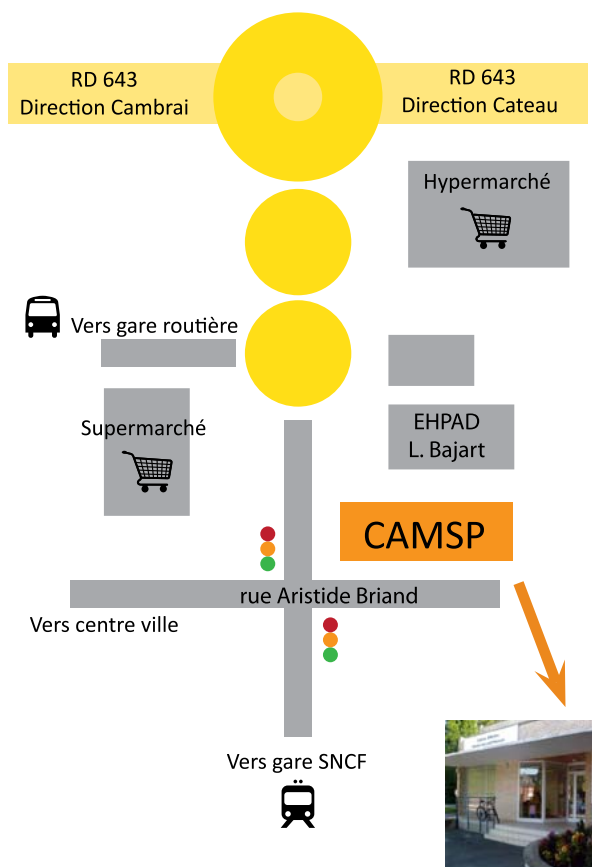 RD 643
Direction Cambrai
RD 643
Direction Cateau
Hypermarché
Vers gare routière
Supermarché
EHPAD
L. Bajart
CAMSP
rue Aristide Briand
Vers centre ville
Vers gare SNCF